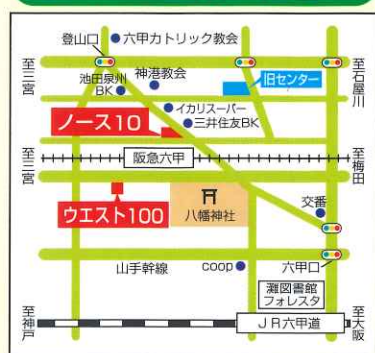 登山口
六甲カトリック教会
至三宮
池田泉州
BK
神港教会
旧センター
至石屋川
イカリスーパー
三井住友BK
ノース10
至三宮
阪急六甲
至梅田
ウエスト100
八幡神社
交番
山手幹線
coop
六甲口
灘図書館
フォレスタ
至神戸
JR六甲道
至大阪